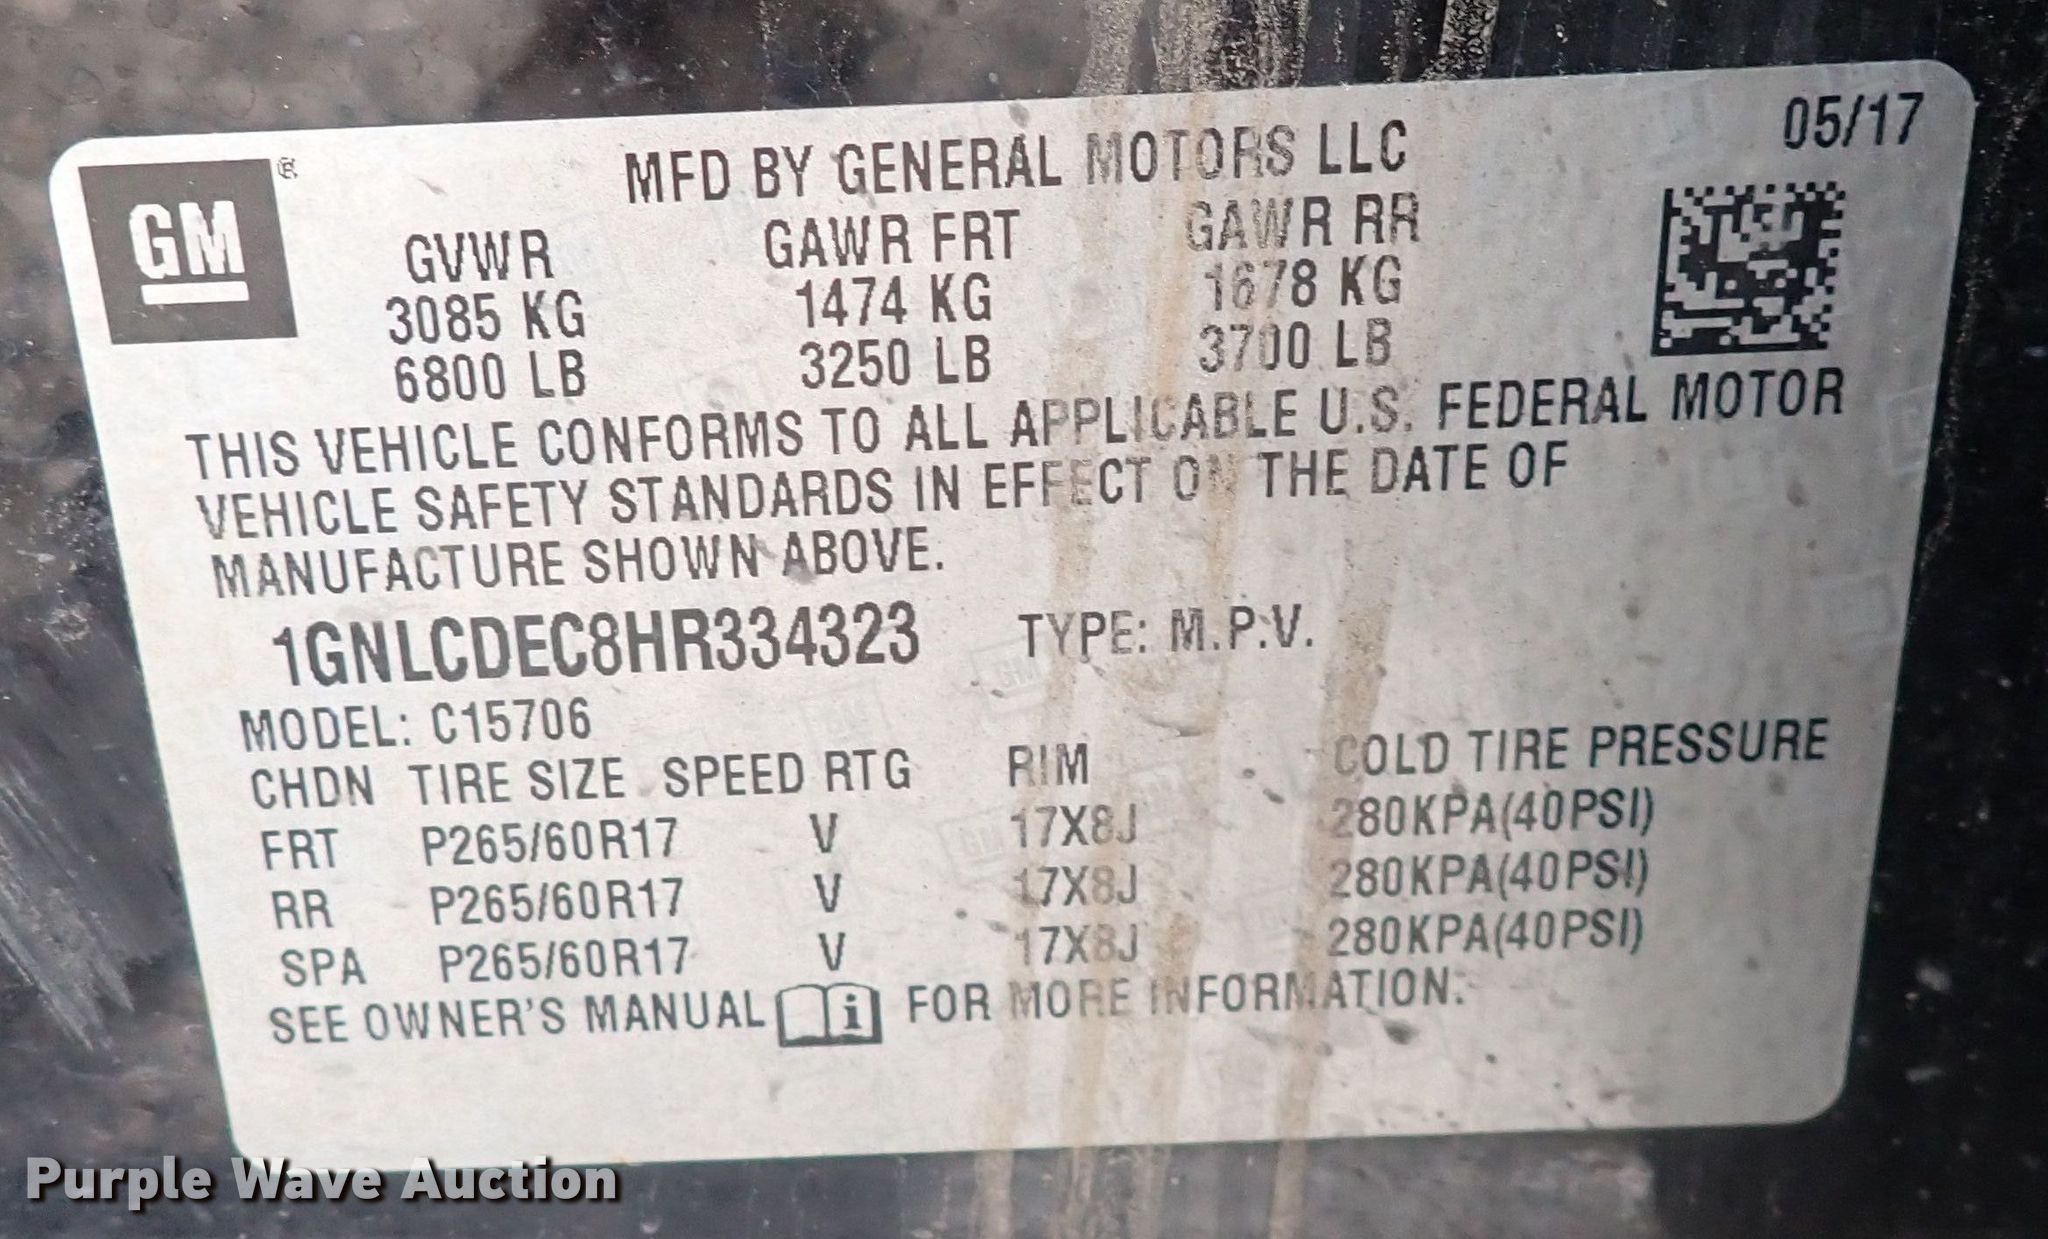 05/17
GM
MFD BY GENERAL MOTORS LLC
GVWR GAWR FRT GAWR RR
3085 KG 1474 KG 1678 KG
6800 LB 3250 LB 3700 LB
THIS VEHICLE CONFORMS TO ALL APPLICABLE U.S. FEDERAL MOTOR
VEHICLE SAFETY STANDARDS IN EFFECT ON THE DATE OF
MANUFACTURE SHOWN ABOVE.
1GNLCDEC8HR334323 TYPE: M.P.V.
MODEL: C15706
CHDN TIRE SIZE SPEED RTG RIM COLD TIRE PRESSURE
FRT P265/60R17 V 17X8J 280KPA(40PSI)
RR P265/60R17 V 17X8J 280KPA(40PSI)
SPA P265/60R17 V 17X8J 280KPA(40PSI)
SEE OWNER'S MANUAL i FOR MORE INFORMATION.
Purple Wave Auction